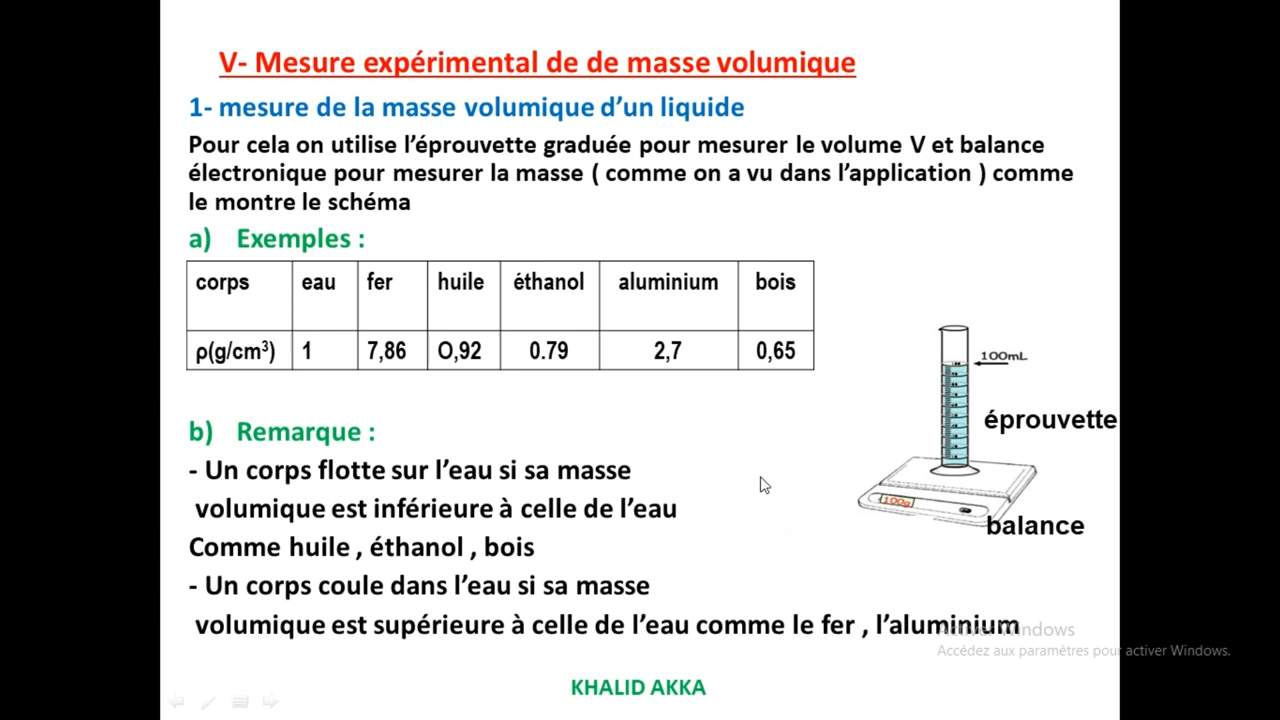 V- Mesure expérimental de de masse volumique
1- mesure de la masse volumique d’un liquide
Pour cela on utilise l’éprouvette graduée pour mesurer le volume V et balance
électronique pour mesurer la masse ( comme on a vu dans l’application ) comme
le montre le schéma
a) Exemples :
corps eau fer huile éthanol aluminium bois
ρ(g/cm³) 1 7,86 O,92 0.79 2,7 0,65
100mL
éprouvette
100g
balance
b) Remarque :
- Un corps flotte sur l’eau si sa masse
volumique est inférieure à celle de l’eau
Comme huile , éthanol , bois
- Un corps coule dans l’eau si sa masse
volumique est supérieure à celle de l’eau comme le fer , l’aluminium
Activer Windows
Accédez aux paramètres pour activer Windows.
KHALID AKKA